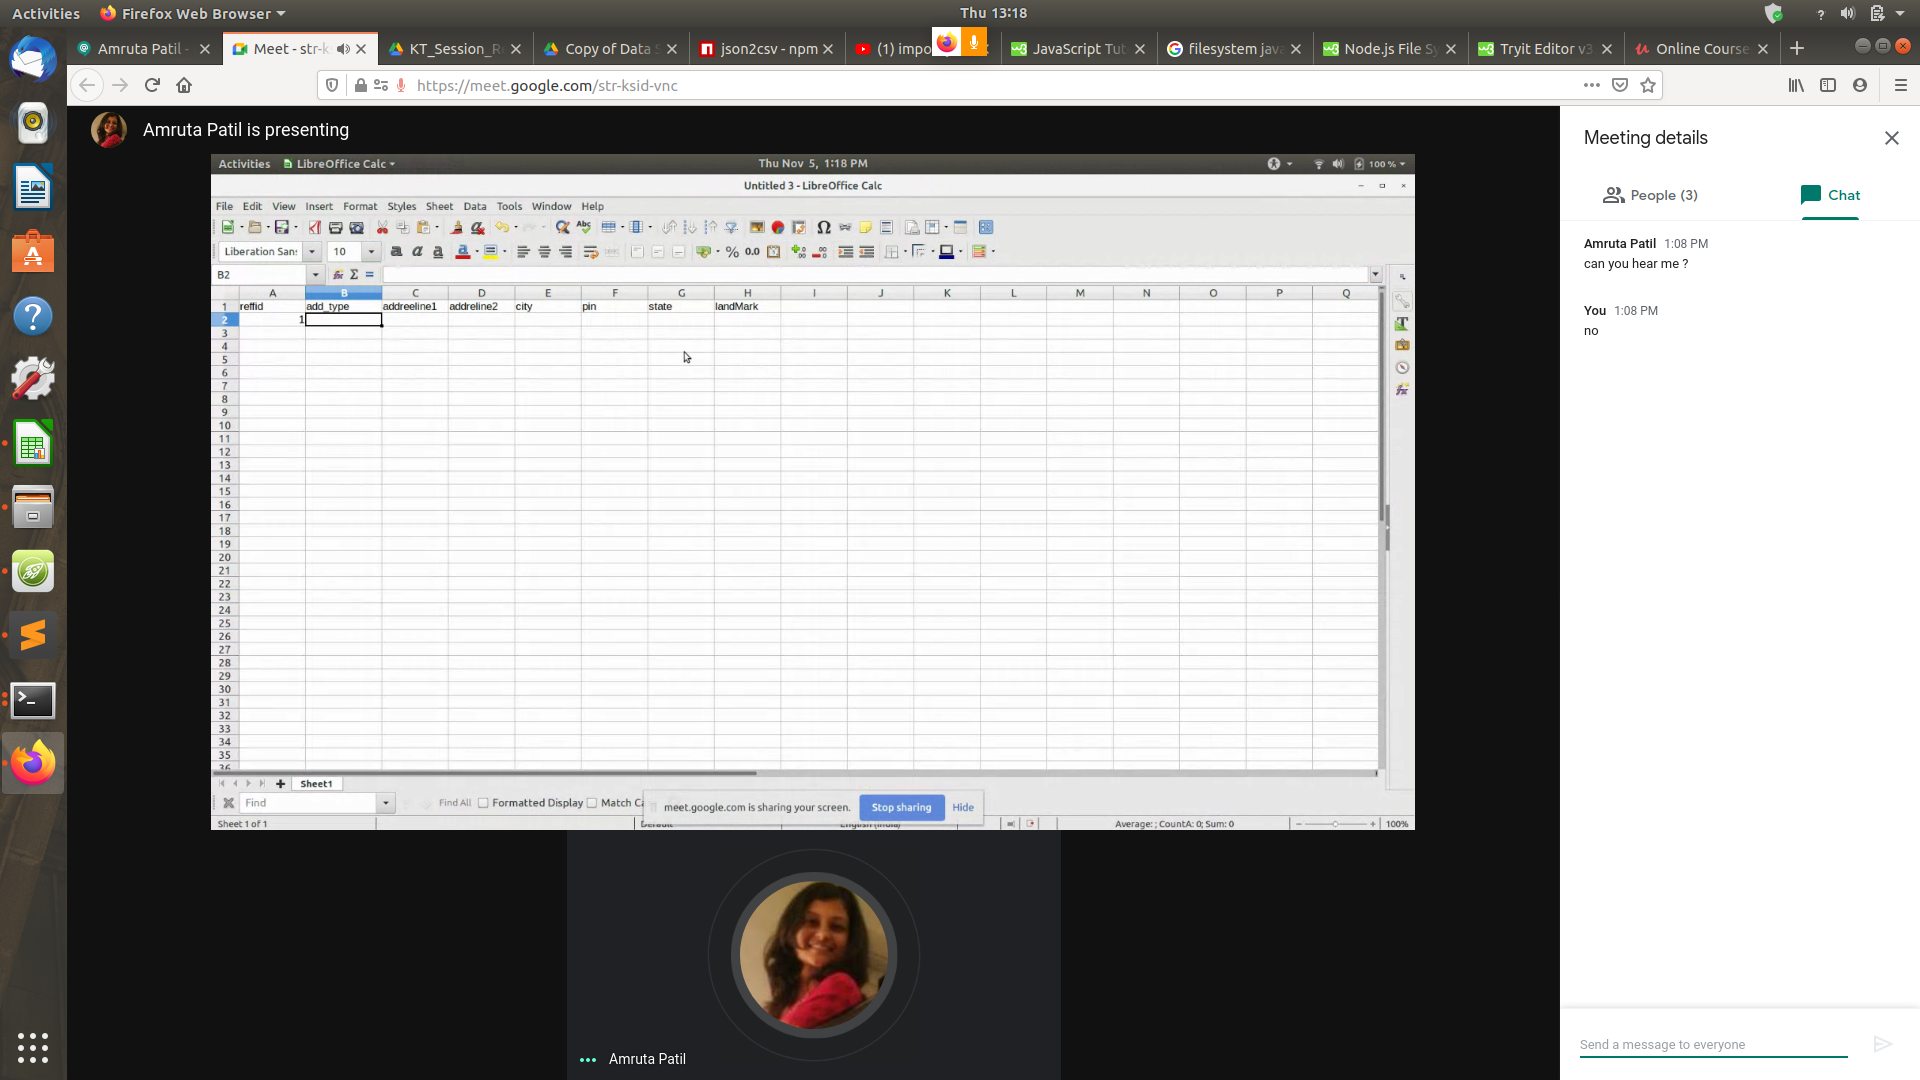 Activities Firefox Web Browser Thu 13:18
Amruta Patil - Meet - str-ks KT_Session_R Copy of Data S json2csv - npm (1) impo JavaScript Tut filesystem java Node.js File Sy Tryit Editor v3 Online Course
https://meet.google.com/str-ksid-vnc
Amruta Patil is presenting
Activities LibreOffice Calc Thu Nov 5, 1:18 PM 100 %
Untitled 3 - LibreOffice Calc
File Edit View Insert Format Styles Sheet Data Tools Window Help
Liberation Sans 10
B2
A B C D E F G H I J K L M N O P Q
1 reffid add_type addreeline1 addreline2 city pin state landMark
2 1
3
4
5
6
7
8
9
10
11
12
13
14
15
16
17
18
19
20
21
22
23
24
25
26
27
28
29
30
31
32
33
34
35
36
Sheet1
Find Find All Formatted Display Match Ca
meet.google.com is sharing your screen. Stop sharing Hide
Sheet 1 of 1 Default English (India) Average: ; CountA: 0; Sum: 0 100%
Amruta Patil
Meeting details
People (3) Chat
Amruta Patil 1:08 PM
can you hear me ?
You 1:08 PM
no
Send a message to everyone